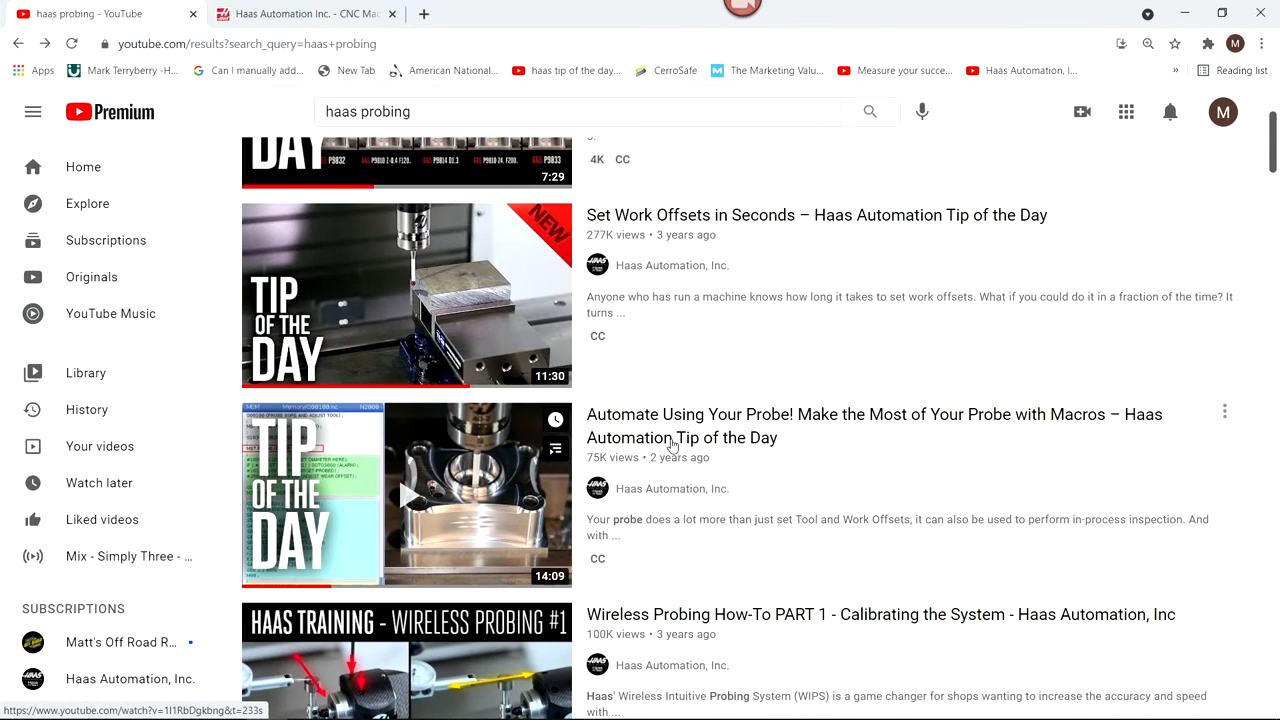 haas probing - YouTube
Haas Automation Inc. - CNC Mac
youtube.com/results?search_query=haas+probing
M
Apps
Mark Terryberry -H...
Can I manually add...
New Tab
American National...
haas tip of the day...
CerroSafe
The Marketing Valu...
Measure your succe...
Haas Automation, I...
»
Reading list
Premium
haas probing
M
Home
Explore
Subscriptions
Originals
YouTube Music
Library
History
Your videos
Watch later
Liked videos
Mix - Simply Three - ...
SUBSCRIPTIONS
Matt's Off Road R...
Haas Automation, Inc.
DAY
7:29
4K CC
NEW
TIP
OF THE
DAY
11:30
Set Work Offsets in Seconds – Haas Automation Tip of the Day
277K views • 3 years ago
Haas Automation, Inc.
Anyone who has run a machine knows how long it takes to set work offsets. What if you could do it in a fraction of the time? It
turns ...
CC
TIP
OF THE
DAY
14:09
Automate Using Your Probe! Make the Most of Your Probe with Macros – Haas
Automation Tip of the Day
75K views • 2 years ago
Haas Automation, Inc.
Your probe does a lot more than just set Tool and Work Offsets, it can also be used to perform in-process inspection. And
with ...
CC
HAAS TRAINING - WIRELESS PROBING #1
Wireless Probing How-To PART 1 - Calibrating the System - Haas Automation, Inc
100K views • 3 years ago
Haas Automation, Inc.
Haas' Wireless Intuitive Probing System (WIPS) is a game changer for shops wanting to increase the accuracy and speed
with ...
https://www.youtube.com/watch?v=1I1RbDgkbng&t=233s